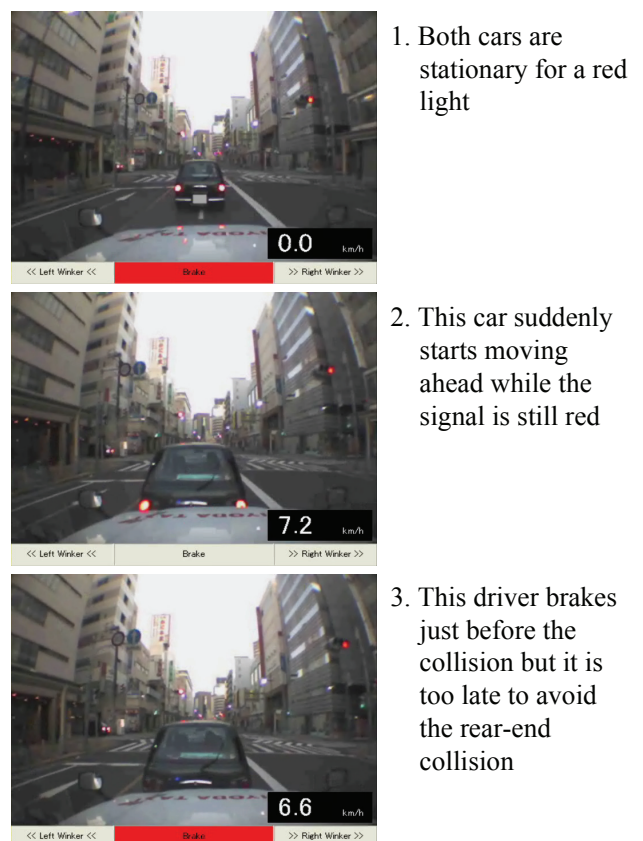 1. Both cars are
stationary for a red
light
0.0 km/h
<< Left Winker <<
Brake
>> Right Winker >>
2. This car suddenly
starts moving
ahead while the
signal is still red
7.2 km/h
<< Left Winker <<
Brake
>> Right Winker >>
3. This driver brakes
just before the
collision but it is
too late to avoid
the rear-end
collision
6.6 km/h
<< Left Winker <<
Brake
>> Right Winker >>